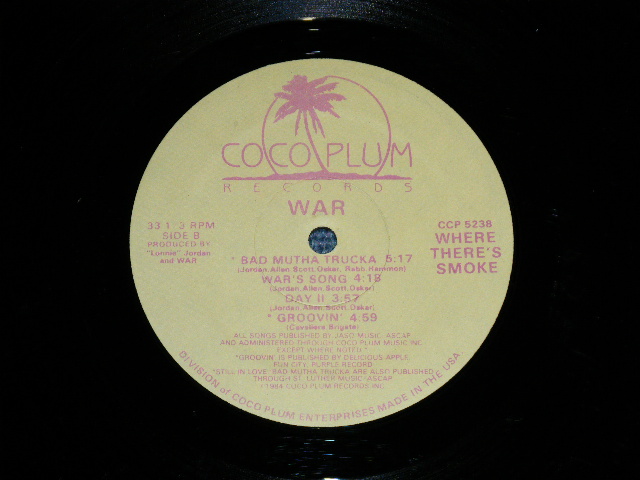 COCO PLUM
RECORDS
WAR
33 1/3 RPM
SIDE B
PRODUCED BY
"Lonnie" Jordan
and WAR
CCP 5238
WHERE
THERE'S
SMOKE
* BAD MUTHA TRUCKA 5:17
(Jordan, Allen, Scott, Oskar, Rabb, Hammon)
WAR'S SONG 4:18
(Jordan, Allen, Scott, Oskar)
DAY II 3:57
(Jordan, Allen, Scott, Oskar)
* GROOVIN' 4:59
(Cavaliere Brigate)
ALL SONGS PUBLISHED BY MUSIC-ASCAP
AND ADMINISTERED THROUGH COCO PLUM MUSIC INC.
EXCEPT WHERE NOTED *
"GROOVIN" IS PUBLISHED BY DELICIOUS APPLE,
FUN CITY, PURPLE RECORD
"STILL IN LOVE" "BAD MUTHA TRUCKA" ARE ALSO PUBLISHED
THROUGH ST. LUTHER MUSIC-ASCAP
1984 COCO PLUM RECORDS INC.
DIVISION of COCO PLUM ENTERPRISES MADE IN THE USA